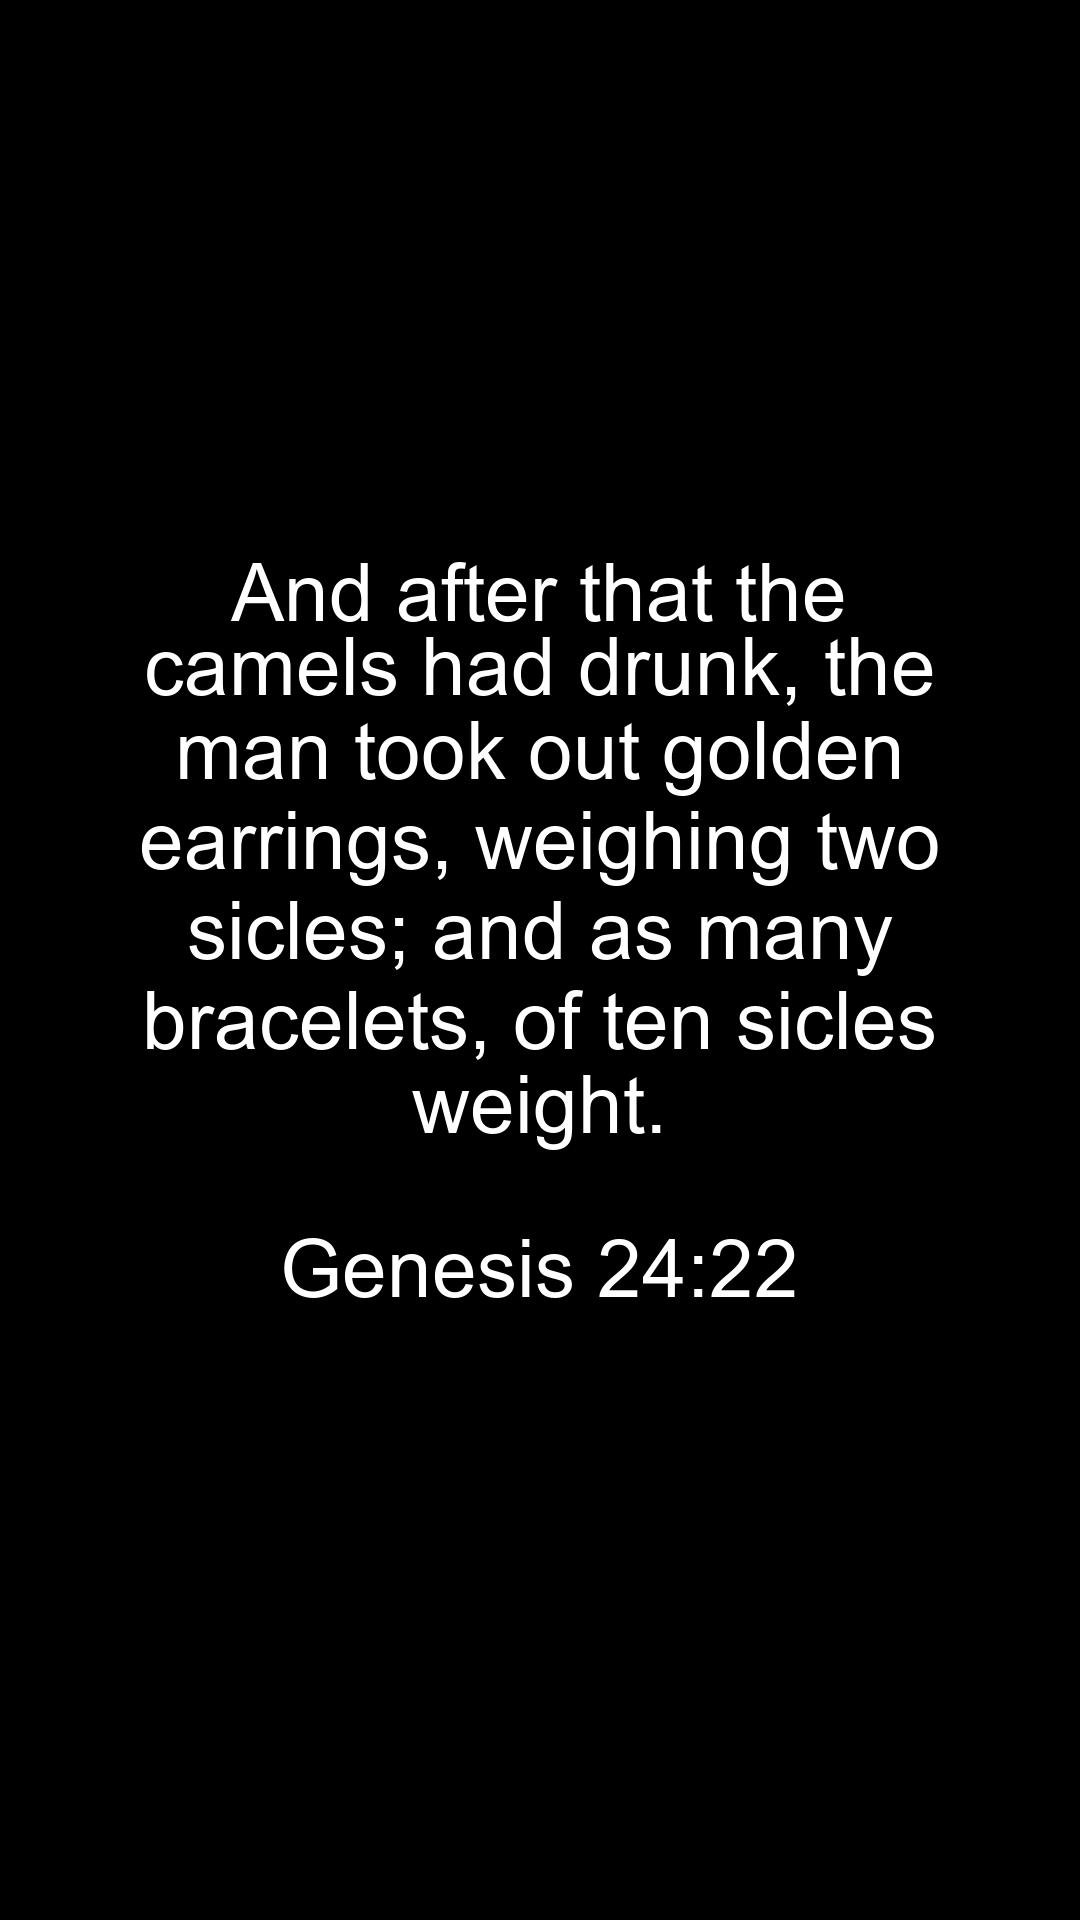 And after that the
camels had drunk, the
man took out golden
earrings, weighing two
sicles; and as many
bracelets, of ten sicles
weight.
Genesis 24:22